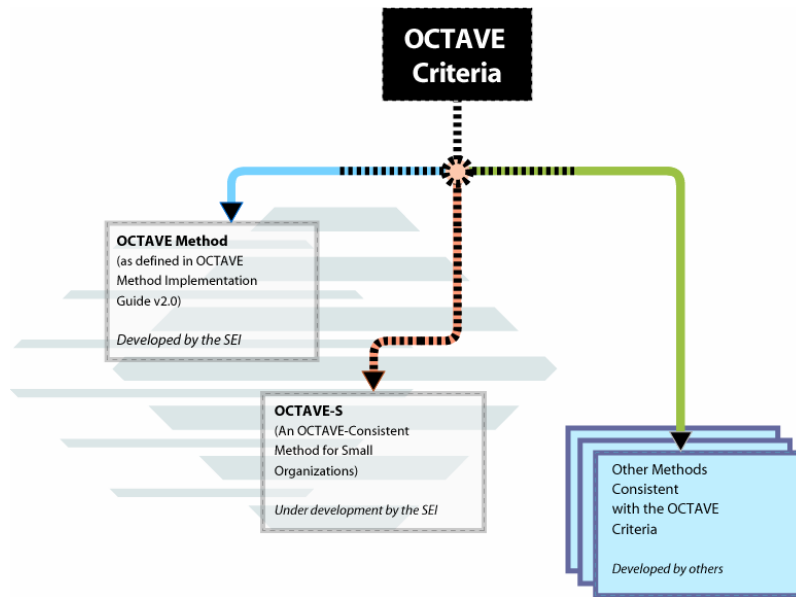 OCTAVE
Criteria
OCTAVE Method
(as defined in OCTAVE
Method Implementation
Guide v2.0)
Developed by the SEI
OCTAVE-S
(An OCTAVE-Consistent
Method for Small
Organizations)
Under development by the SEI
Other Methods
Consistent
with the OCTAVE
Criteria
Developed by others